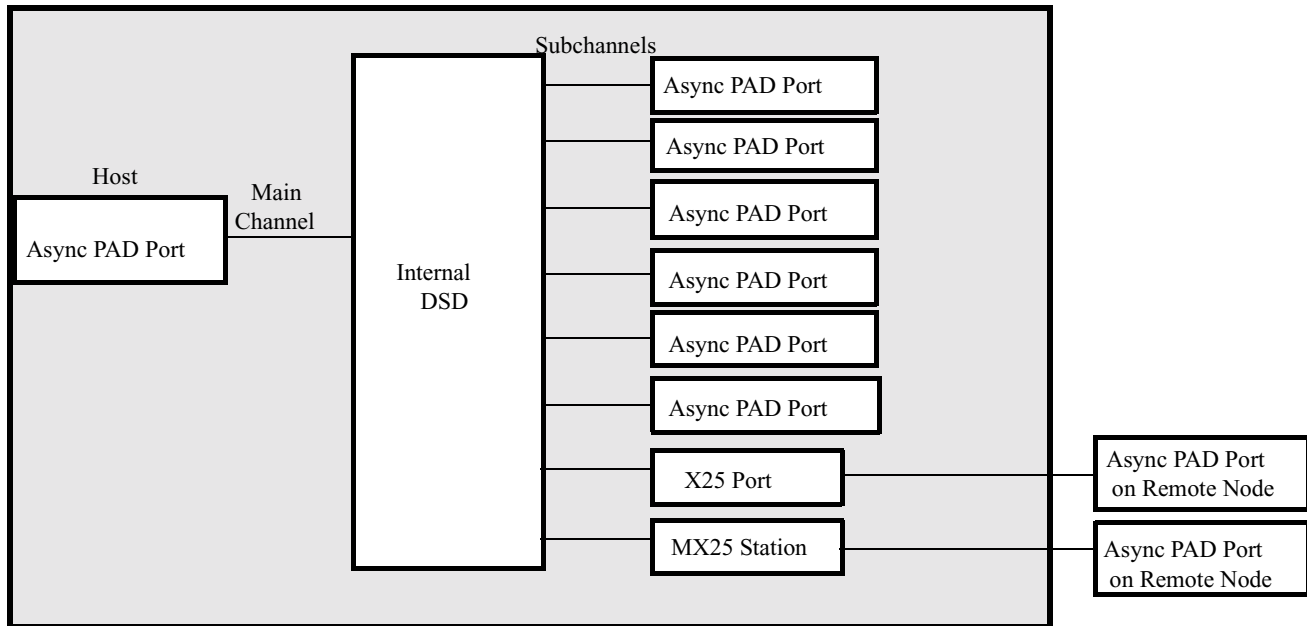 Subchannels
Async PAD Port
Async PAD Port
Host
Main
Channel
Async PAD Port
Async PAD Port
Internal
DSD
Async PAD Port
Async PAD Port
Async PAD Port
X25 Port
Async PAD Port
on Remote Node
MX25 Station
Async PAD Port
on Remote Node